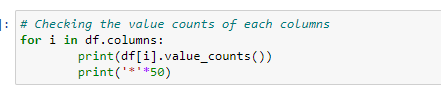 ]: # Checking the value counts of each columns
for i in df.columns:
        print(df[i].value_counts())
        print('*'*50)